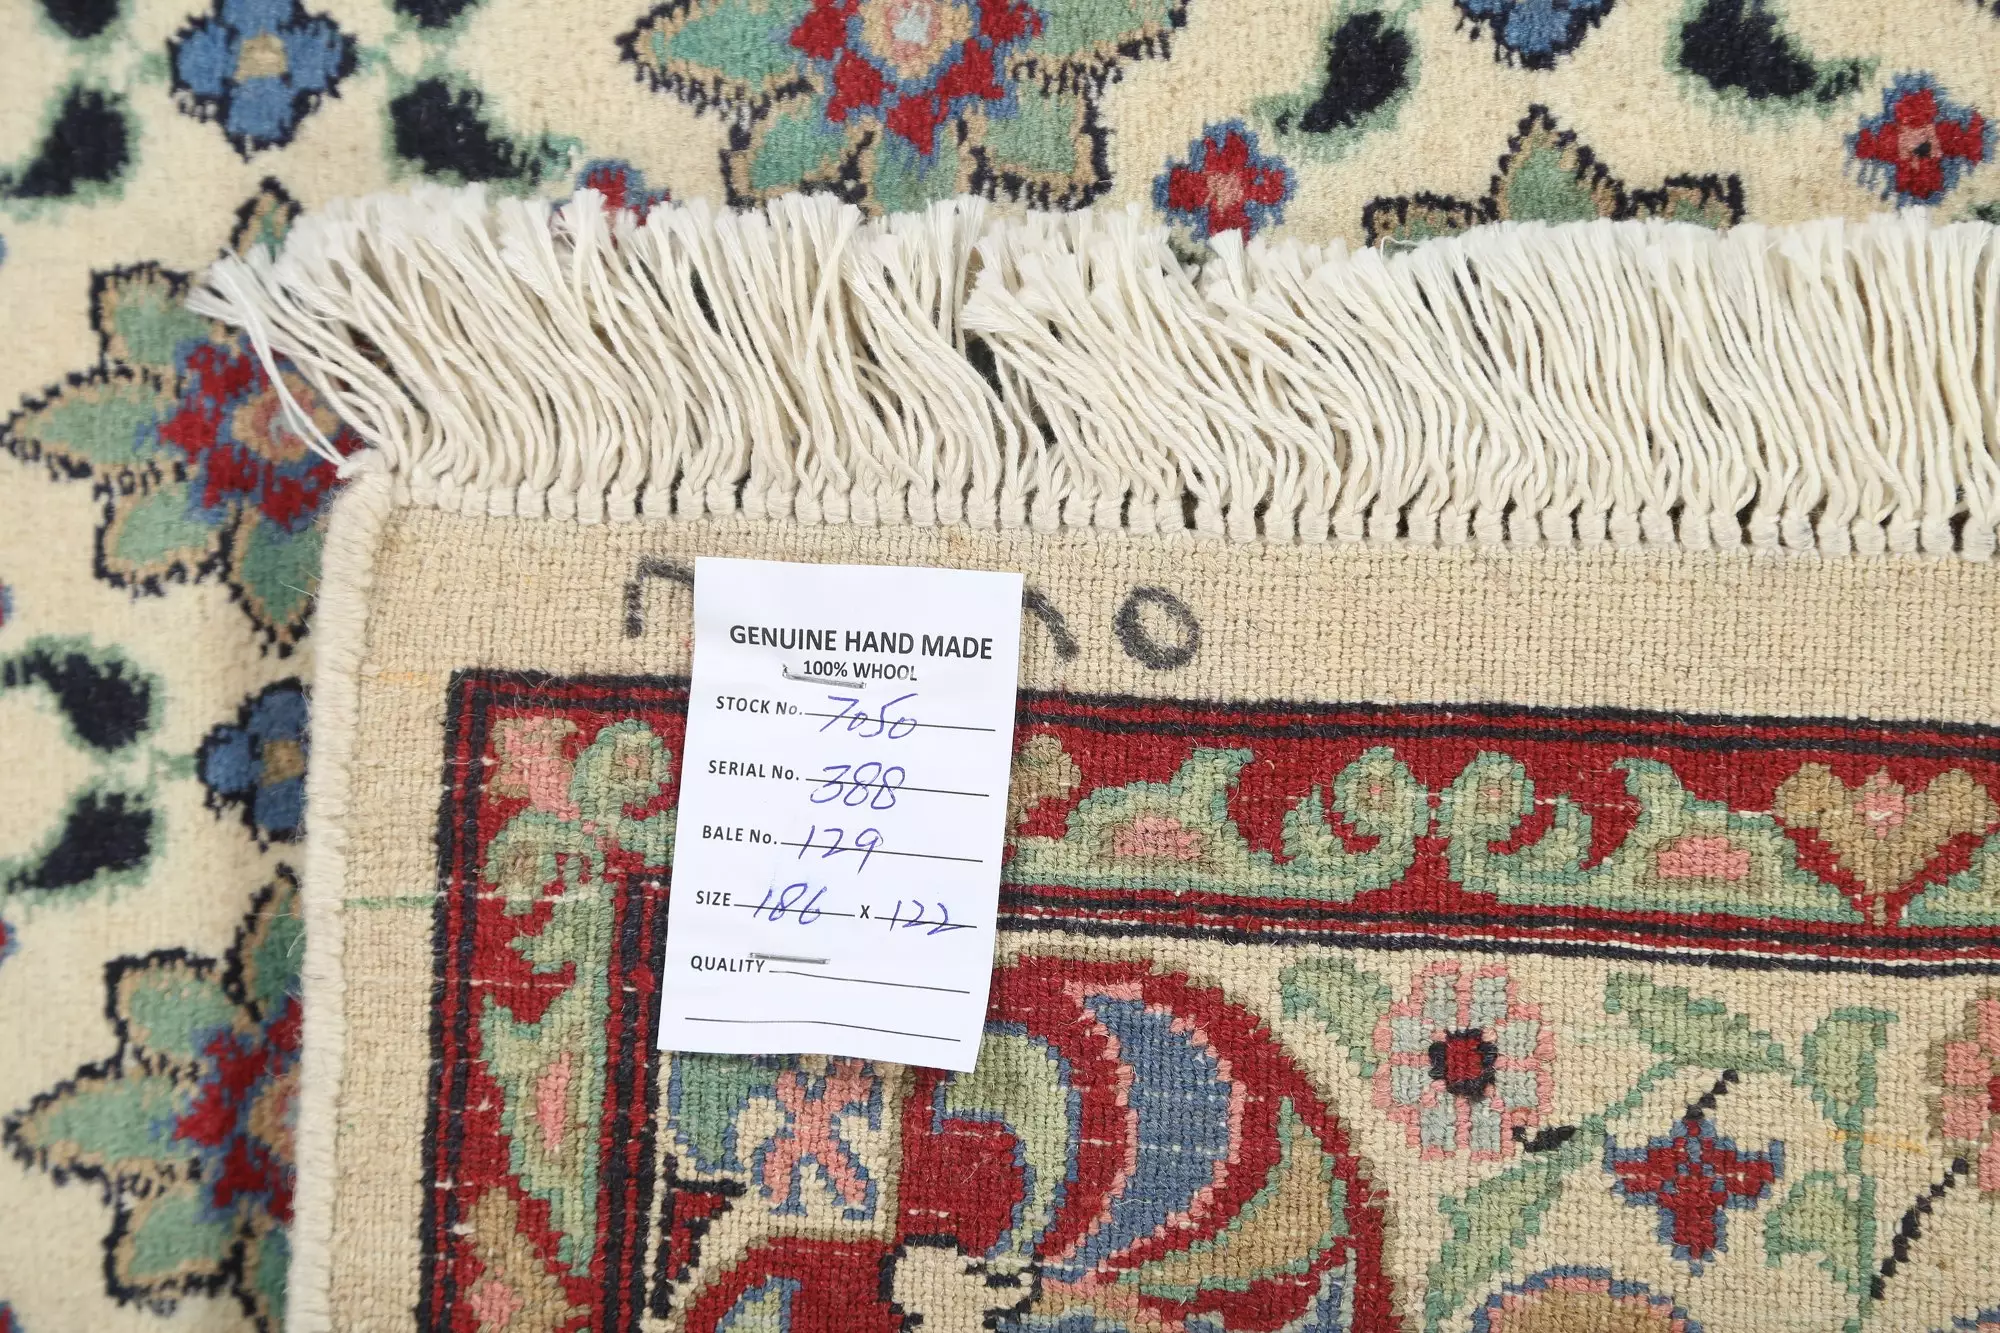 GENUINE HAND MADE
100% WHOOL
STOCK No. 7050
SERIAL No. 388
BALE No. 129
SIZE 186 x 122
QUALITY